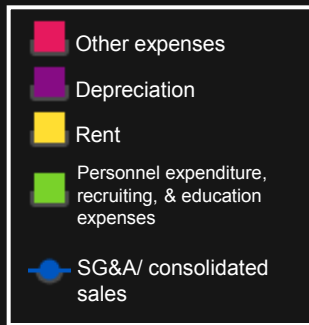 Other expenses
Depreciation
Rent
Personnel expenditure,
recruiting, & education
expenses
SG&A/ consolidated
sales